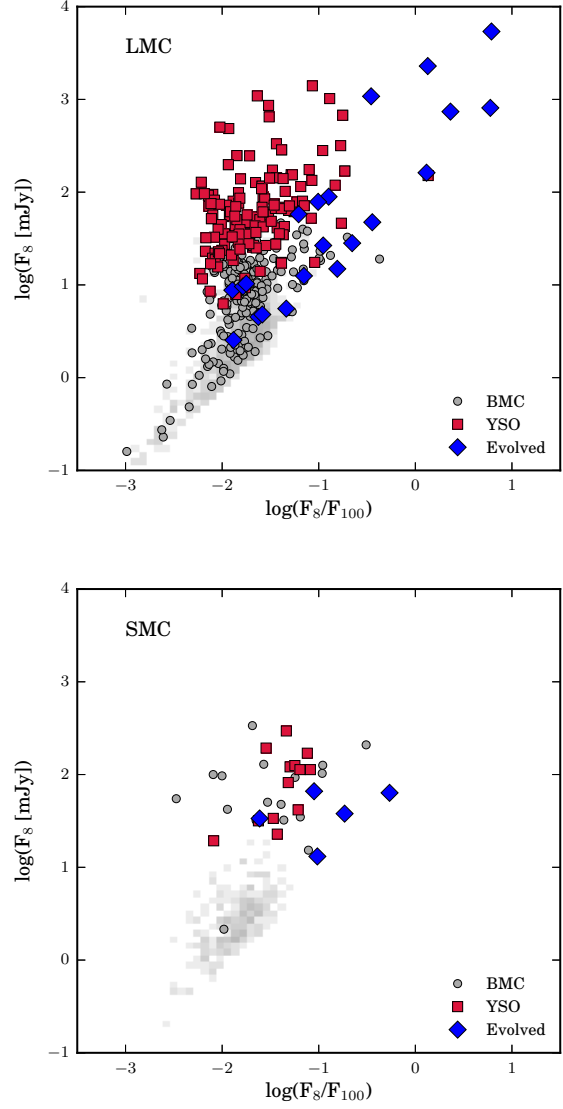 LMC
4
3
2
1
0
−1
log(F₈ [mJy])
BMC
YSO
Evolved
−3 −2 −1 0 1
log(F₈/F₁₀₀)
SMC
4
3
2
1
0
−1
log(F₈ [mJy])
BMC
YSO
Evolved
−3 −2 −1 0 1
log(F₈/F₁₀₀)